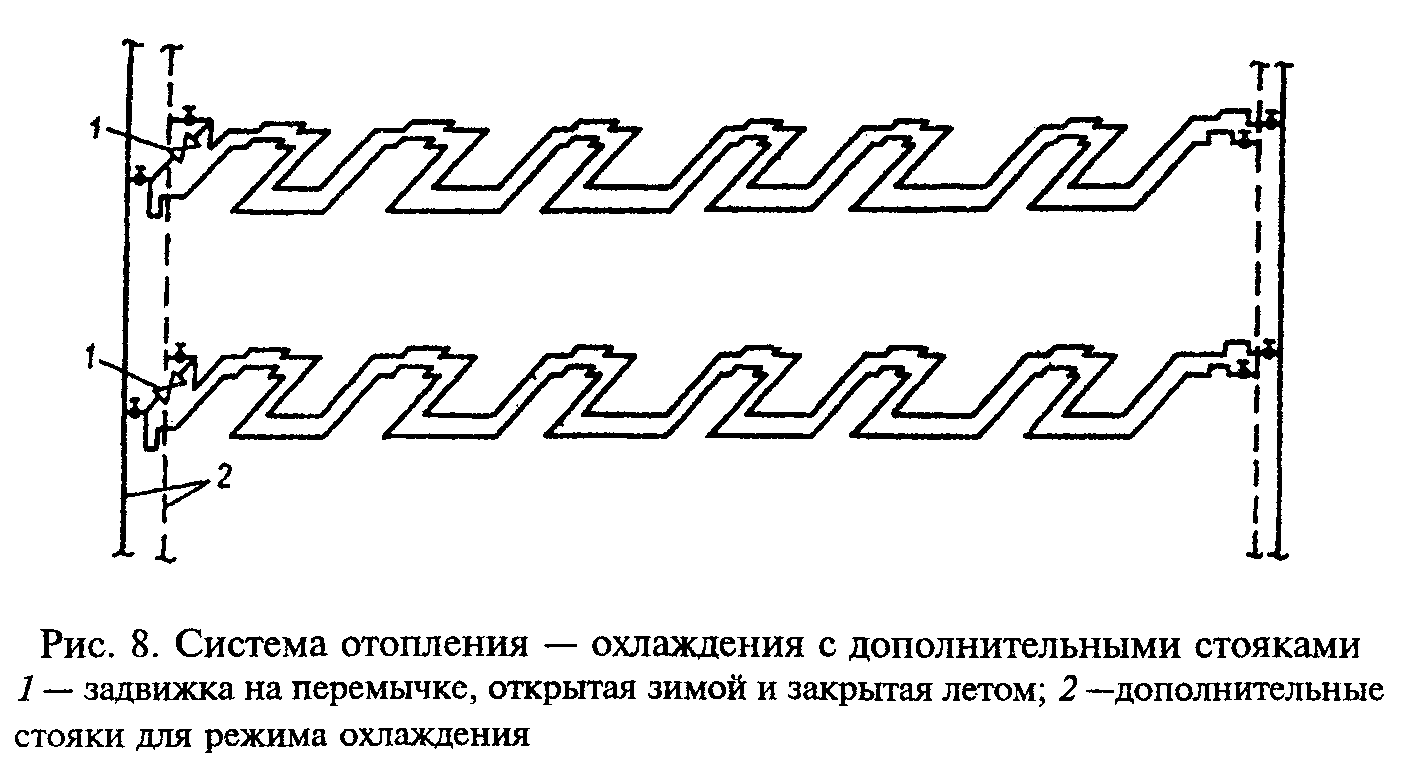 1
1
2
Рис. 8. Система отопления — охлаждения с дополнительными стояками
1 — задвижка на перемычке, открытая зимой и закрытая летом; 2 —дополнительные
стояки для режима охлаждения